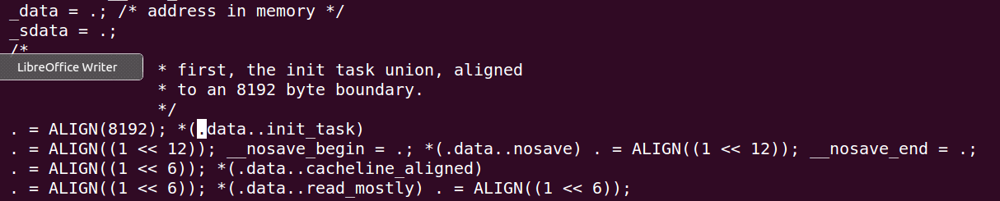 _data = .; /* address in memory */
_sdata = .;
/*
LibreOffice Writer
* first, the init task union, aligned
* to an 8192 byte boundary.
*/
. = ALIGN(8192); *(.data..init_task)
. = ALIGN((1 << 12)); __nosave_begin = .; *(.data..nosave) . = ALIGN((1 << 12)); __nosave_end = .;
. = ALIGN((1 << 6)); *(.data..cacheline_aligned)
. = ALIGN((1 << 6)); *(.data..read_mostly) . = ALIGN((1 << 6));